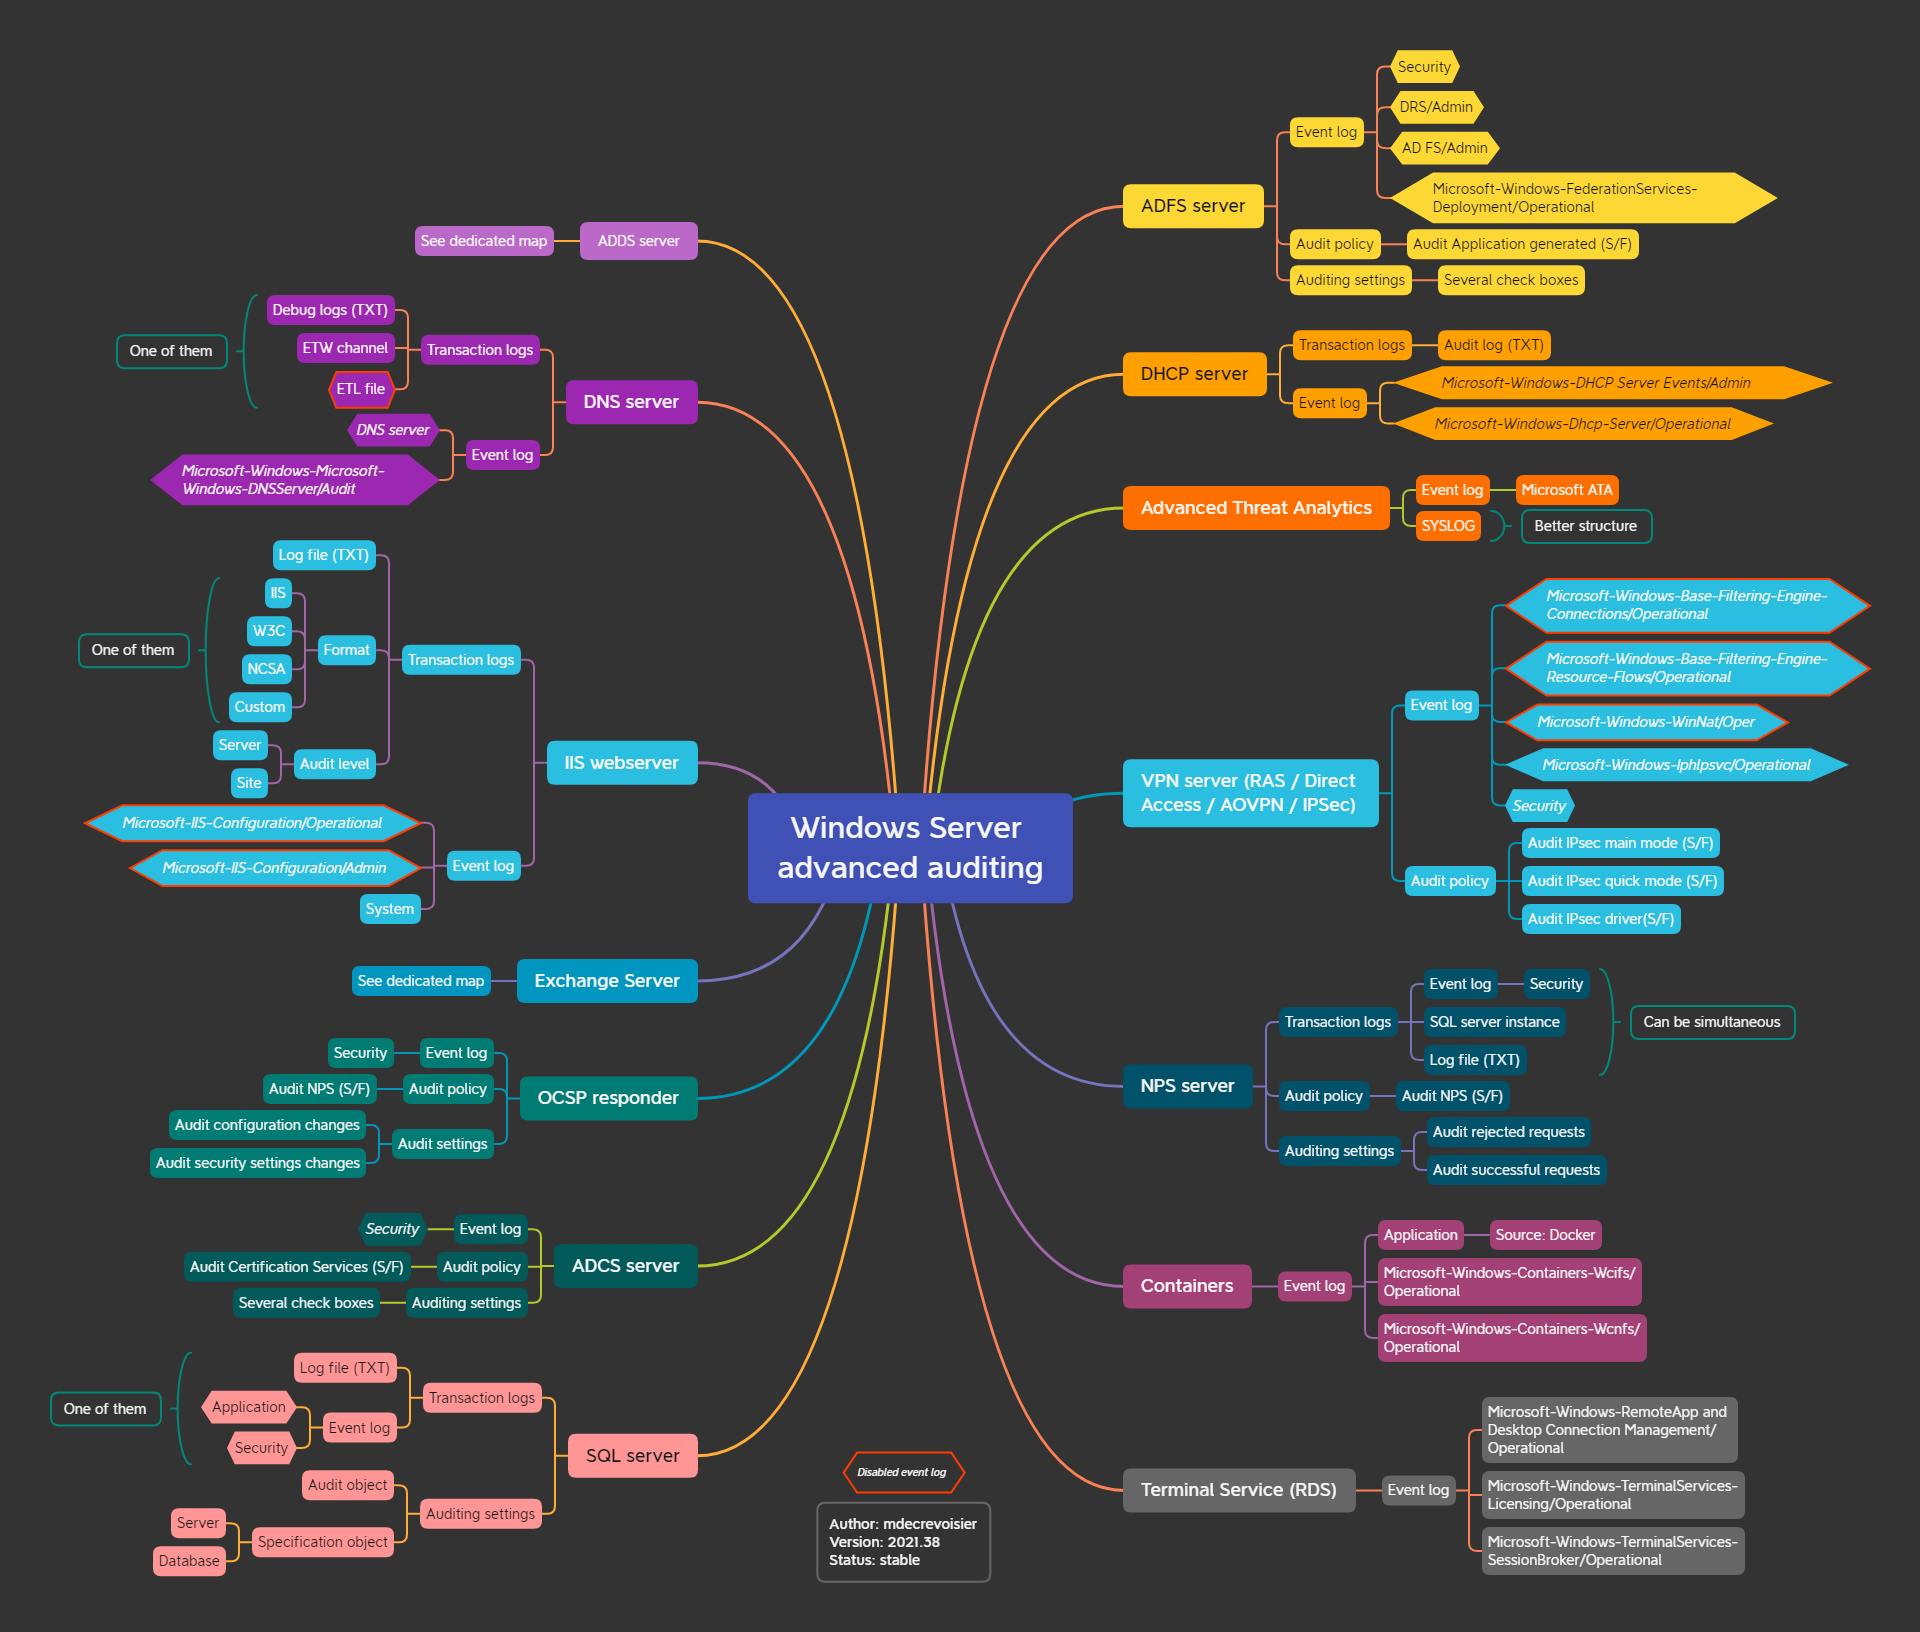 Windows Server
advanced auditing
ADDS server
See dedicated map
DNS server
Transaction logs
Debug logs (TXT)
ETW channel
ETL file
One of them
Event log
DNS server
Microsoft-Windows-Microsoft-
Windows-DNSServer/Audit
IIS webserver
Transaction logs
Log file (TXT)
Format
IIS
W3C
NCSA
Custom
One of them
Audit level
Server
Site
Event log
Microsoft-IIS-Configuration/Operational
Microsoft-IIS-Configuration/Admin
System
Exchange Server
See dedicated map
OCSP responder
Event log
Security
Audit policy
Audit NPS (S/F)
Audit settings
Audit configuration changes
Audit security settings changes
ADCS server
Event log
Security
Audit policy
Audit Certification Services (S/F)
Auditing settings
Several check boxes
SQL server
Transaction logs
Log file (TXT)
Event log
Application
Security
One of them
Auditing settings
Audit object
Specification object
Server
Database
ADFS server
Event log
Security
DRS/Admin
AD FS/Admin
Microsoft-Windows-FederationServices-
Deployment/Operational
Audit policy
Audit Application generated (S/F)
Auditing settings
Several check boxes
DHCP server
Transaction logs
Audit log (TXT)
Event log
Microsoft-Windows-DHCP Server Events/Admin
Microsoft-Windows-Dhcp-Server/Operational
Advanced Threat Analytics
Event log
Microsoft ATA
SYSLOG
Better structure
VPN server (RAS / Direct
Access / AOVPN / IPSec)
Event log
Microsoft-Windows-Base-Filtering-Engine-
Connections/Operational
Microsoft-Windows-Base-Filtering-Engine-
Resource-Flows/Operational
Microsoft-Windows-WinNat/Oper
Microsoft-Windows-Iphlpsvc/Operational
Security
Audit policy
Audit IPsec main mode (S/F)
Audit IPsec quick mode (S/F)
Audit IPsec driver(S/F)
NPS server
Transaction logs
Event log
Security
SQL server instance
Log file (TXT)
Can be simultaneous
Audit policy
Audit NPS (S/F)
Auditing settings
Audit rejected requests
Audit successful requests
Containers
Event log
Application
Source: Docker
Microsoft-Windows-Containers-Wcifs/
Operational
Microsoft-Windows-Containers-Wcnfs/
Operational
Terminal Service (RDS)
Event log
Microsoft-Windows-RemoteApp and
Desktop Connection Management/
Operational
Microsoft-Windows-TerminalServices-
Licensing/Operational
Microsoft-Windows-TerminalServices-
SessionBroker/Operational
Disabled event log
Author: mdecrevoisier
Version: 2021.38
Status: stable